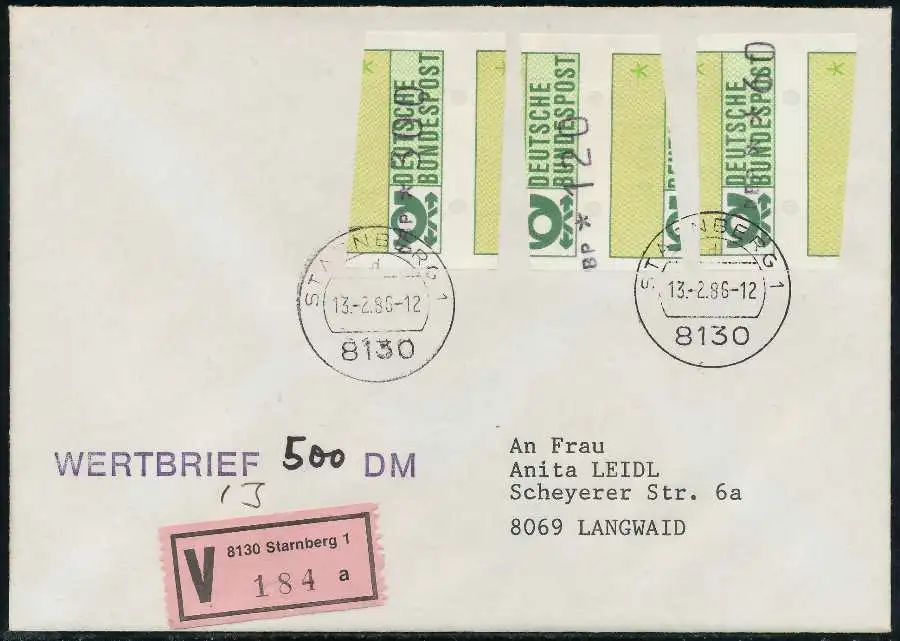 DEUTSCHE
BUNDESPOST
BP * 300
DEUTSCHE
BUNDESPOST
BP * 120
DEUTSCHE
BUNDESPOST
STARNBERG 1
13.-2.86-12
8130
STARNBERG 1
d
13.-2.86-12
8130
WERTBRIEF 500 DM
An Frau
Anita LEIDL
Scheyerer Str. 6a
8069 LANGWAID
V 8130 Starnberg 1
184 a